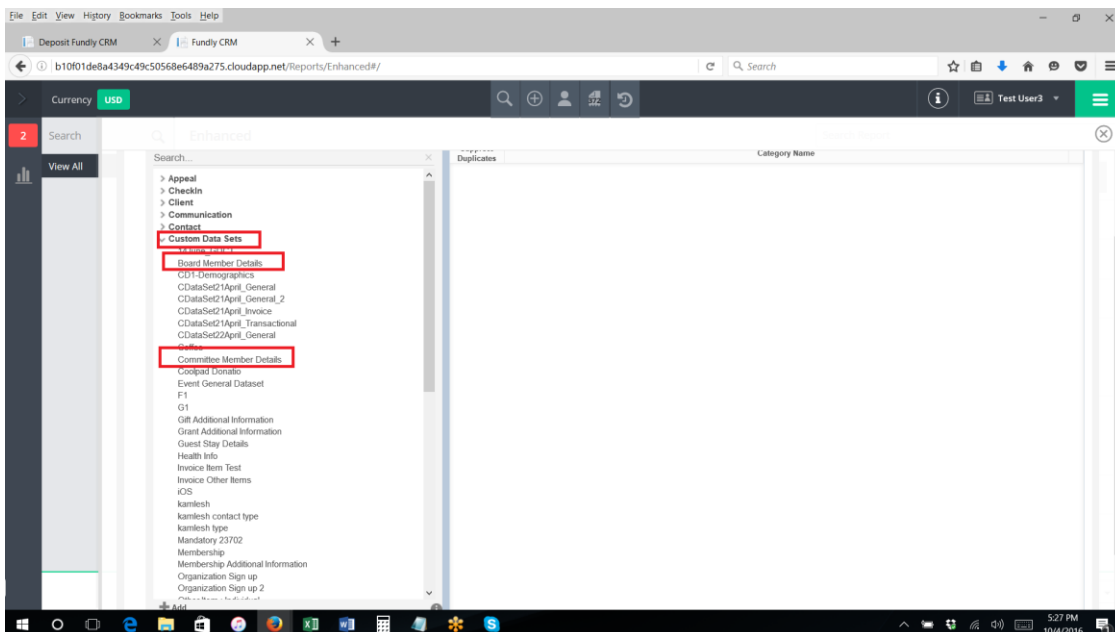 File Edit View History Bookmarks Tools Help
Deposit Fundly CRM
Fundly CRM
b10f01de8a4349c49c50568e6489a275.cloudapp.net/Reports/Enhanced#/
Search
Currency USD
Test User3
2
Search
Enhanced
View All
Search...
Duplicates
Category Name
Appeal
CheckIn
Client
Communication
Contact
Custom Data Sets
Board Member Details
CD1-Demographics
CDataSet21April_General
CDataSet21April_General_2
CDataSet21April_Invoice
CDataSet21April_Transactional
CDataSet22April_General
Coffee
Committee Member Details
Coolpad Donatio
Event General Dataset
F1
G1
Gift Additional Information
Grant Additional Information
Guest Stay Details
Health Info
Invoice Item Test
Invoice Other Items
iOS
kamlesh
kamlesh contact type
kamlesh type
Mandatory 23702
Membership
Membership Additional Information
Organization Sign up
Organization Sign up 2
Add
5:27 PM
10/4/2016